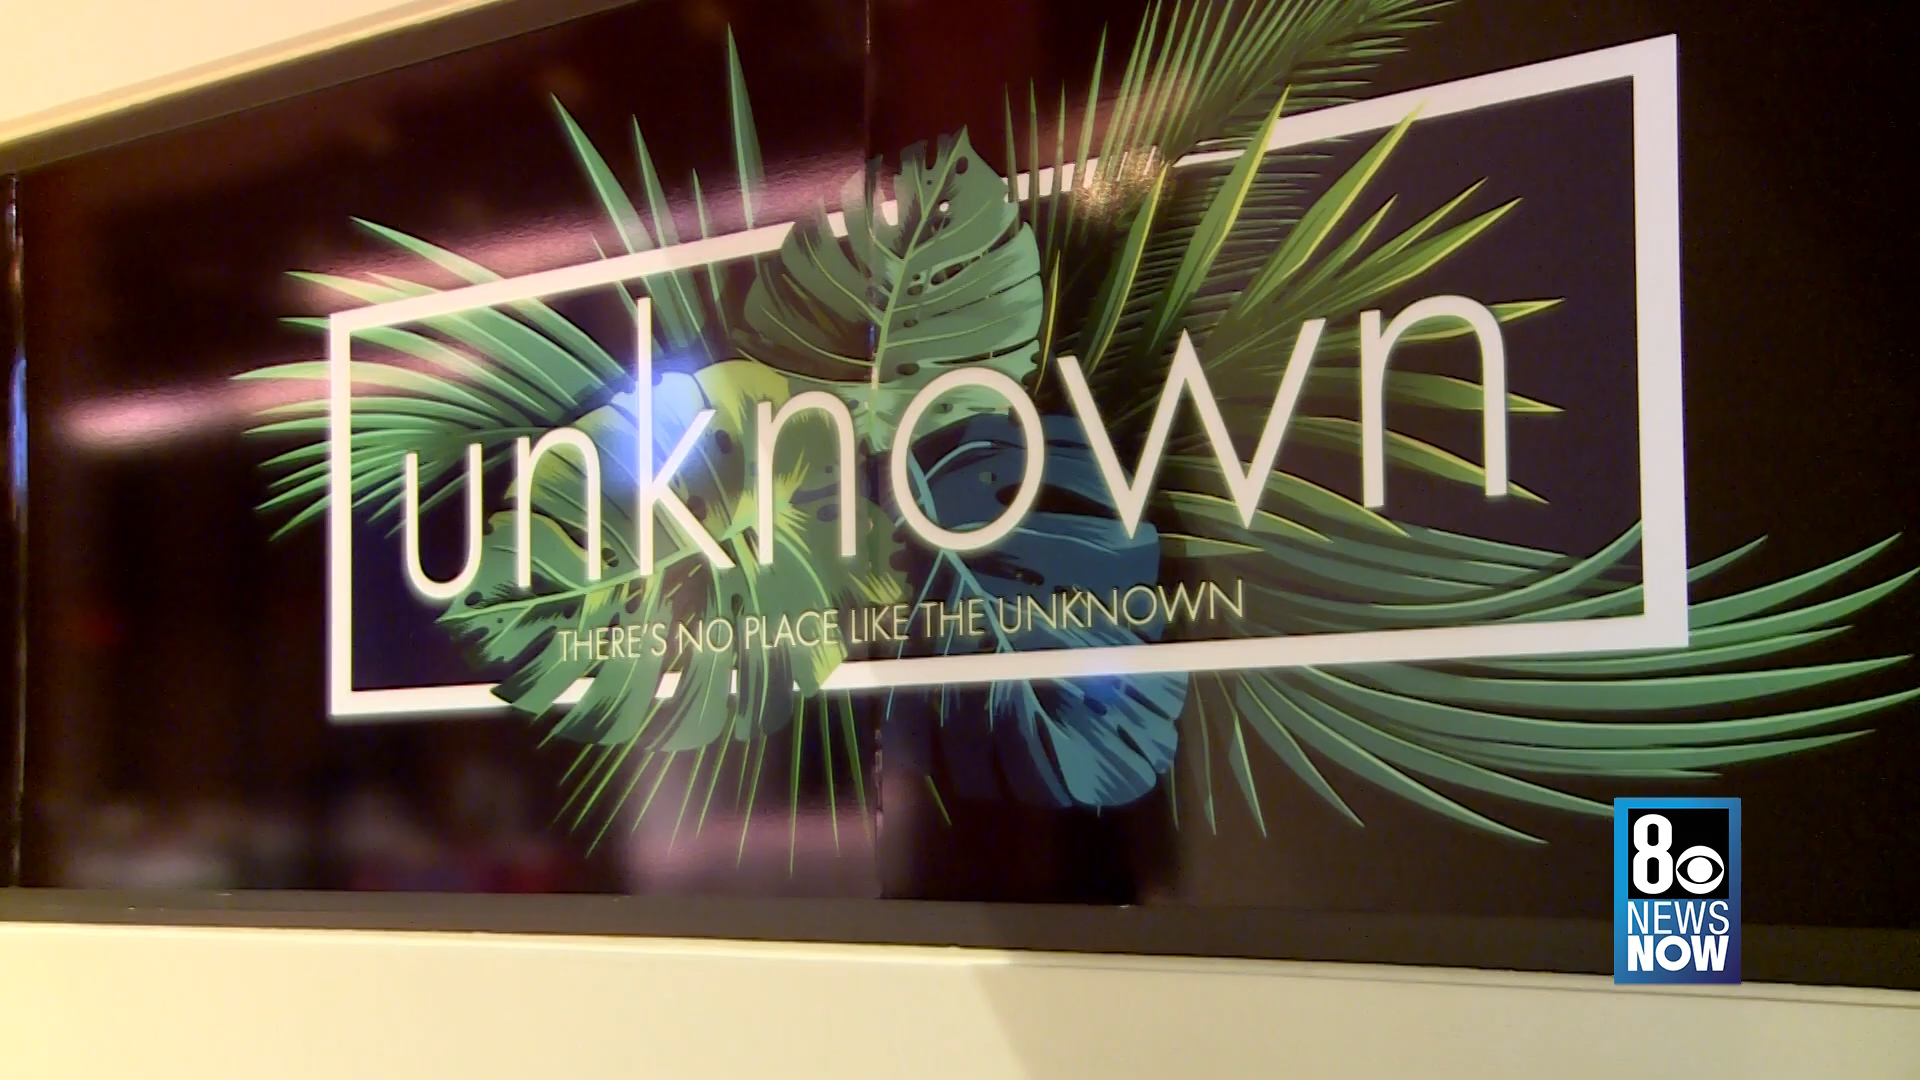 unknown
THERE'S NO PLACE LIKE THE UNKNOWN
8
NEWS
NOW